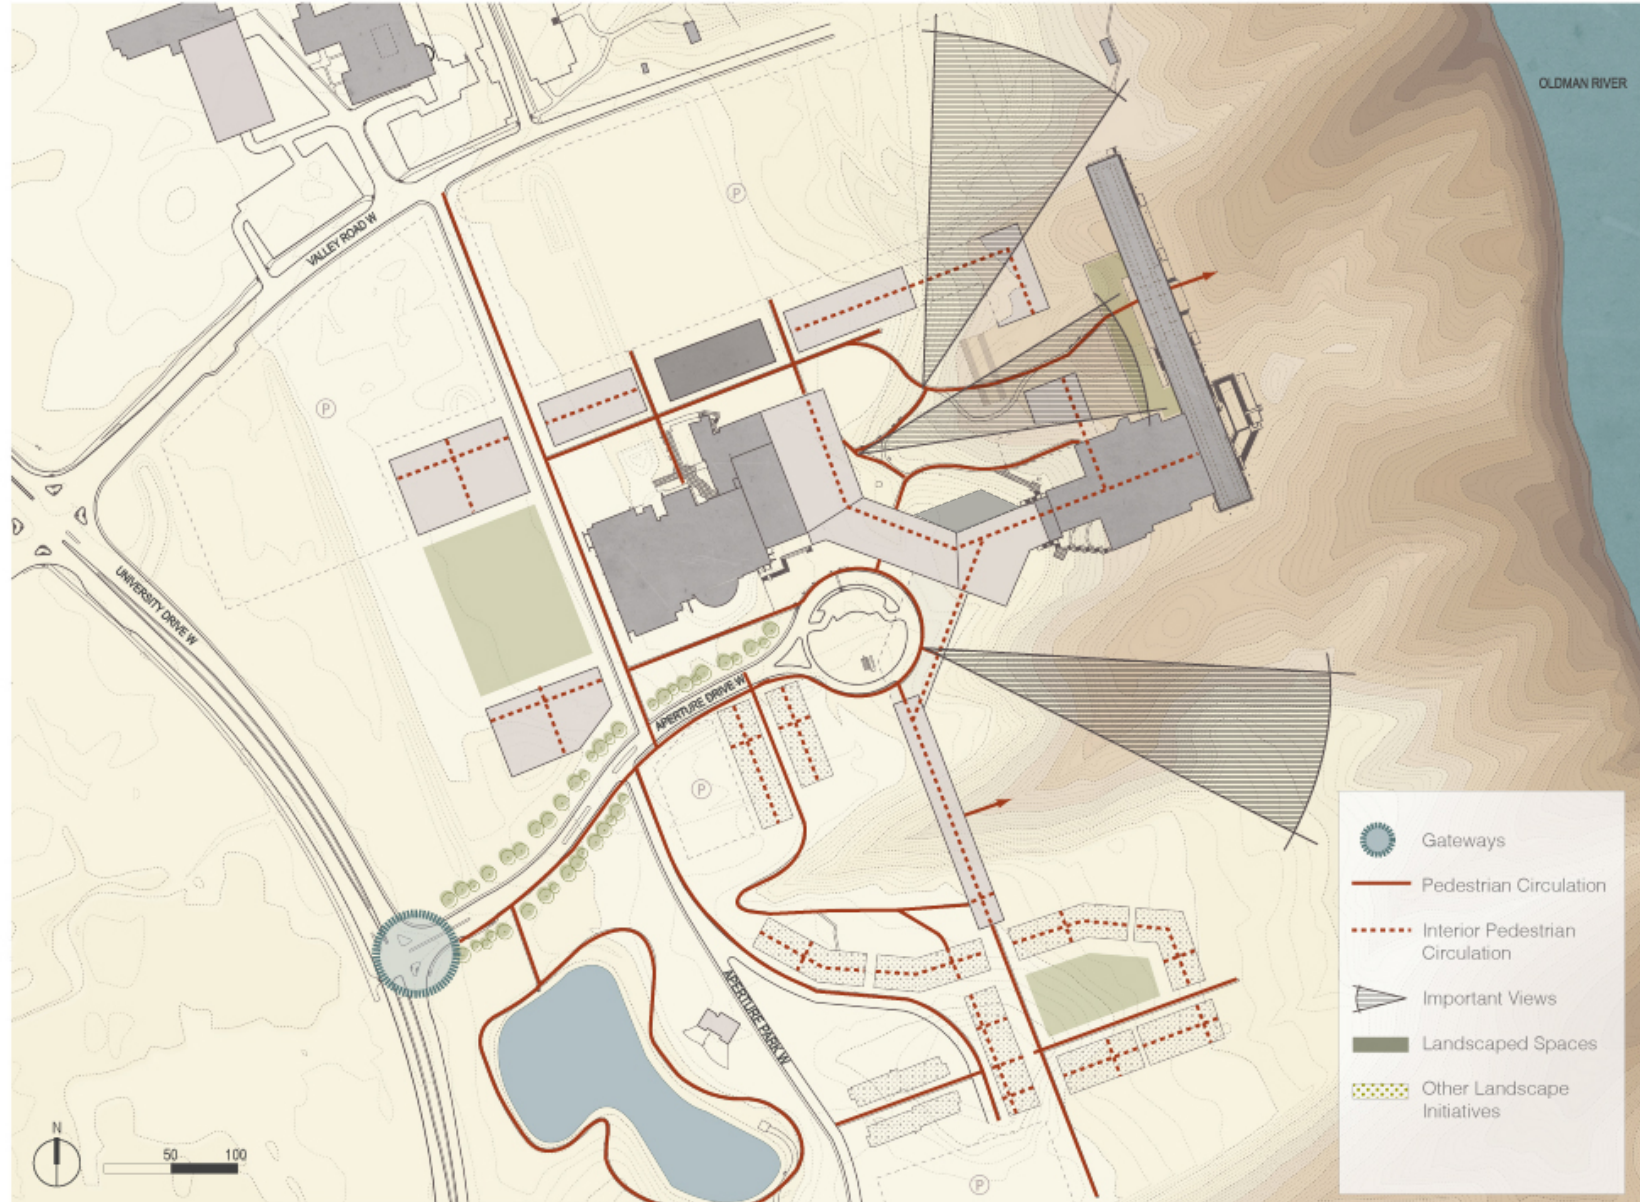 OLDMAN RIVER
P
VALLEY ROAD W
P
P
UNIVERSITY DRIVE W
APERTURE DRIVE W
P
APERTURE PARK W
Gateways
Pedestrian Circulation
Interior Pedestrian
Circulation
Important Views
Landscaped Spaces
Other Landscape
Initiatives
N
50 100
P